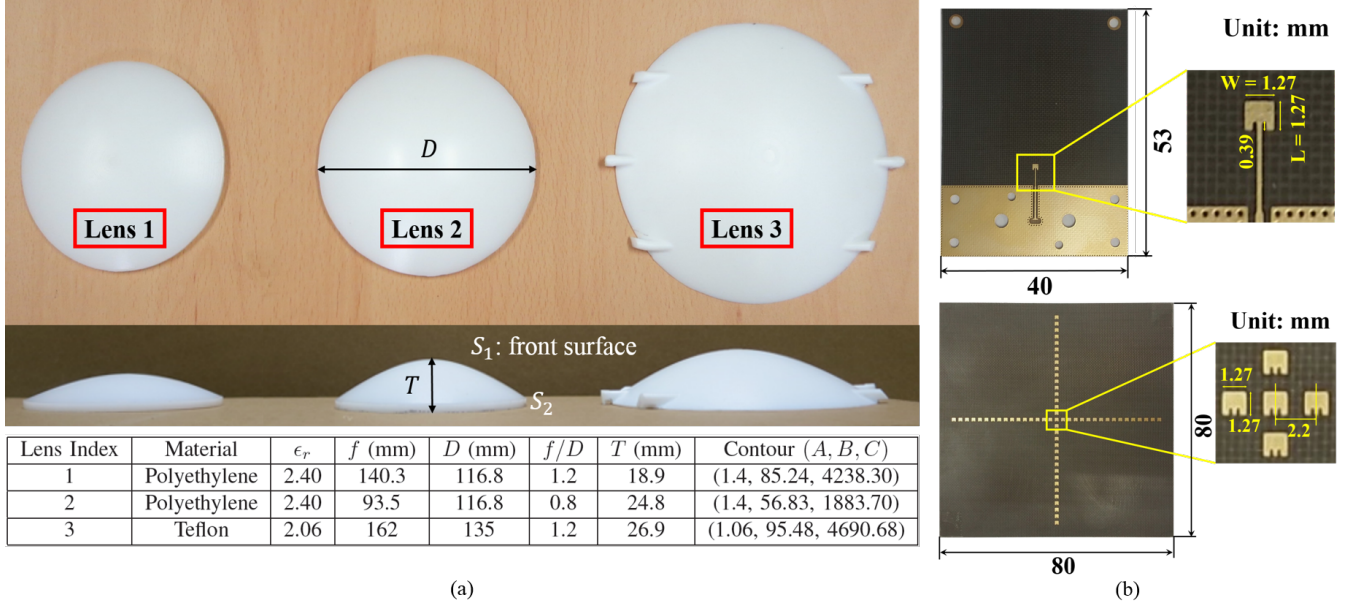 D
Lens 1
Lens 2
Lens 3
S₁: front surface
T
S₂
Lens Index Material ϵᵣ f (mm) D (mm) f/D T (mm) Contour (A, B, C)
1 Polyethylene 2.40 140.3 116.8 1.2 18.9 (1.4, 85.24, 4238.30)
2 Polyethylene 2.40 93.5 116.8 0.8 24.8 (1.4, 56.83, 1883.70)
3 Teflon 2.06 162 135 1.2 26.9 (1.06, 95.48, 4690.68)
(a)
Unit: mm
W = 1.27
L = 1.27
0.39
53
40
Unit: mm
1.27
1.27
2.2
80
80
(b)